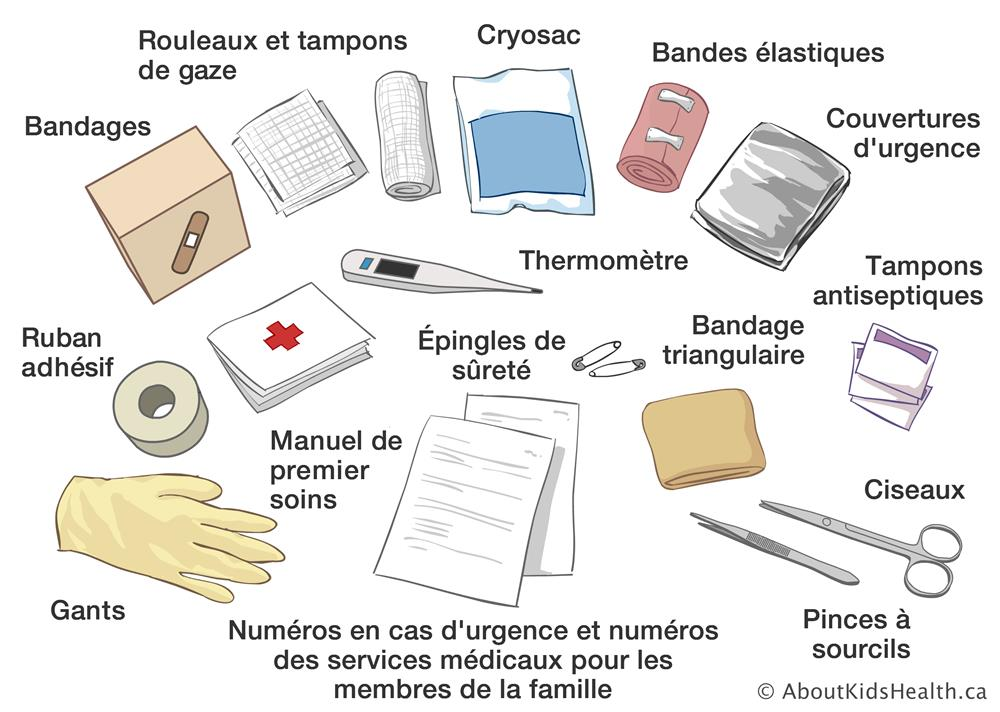 Rouleaux et tampons
de gaze
Cryosac
Bandes élastiques
Bandages
Couvertures
d'urgence
Thermomètre
Tampons
antiseptiques
Ruban
adhésif
Épingles de
sûreté
Bandage
triangulaire
Manuel de
premier
soins
Ciseaux
Gants
Pinces à
sourcils
Numéros en cas d'urgence et numéros
des services médicaux pour les
membres de la famille
© AboutKidsHealth.ca